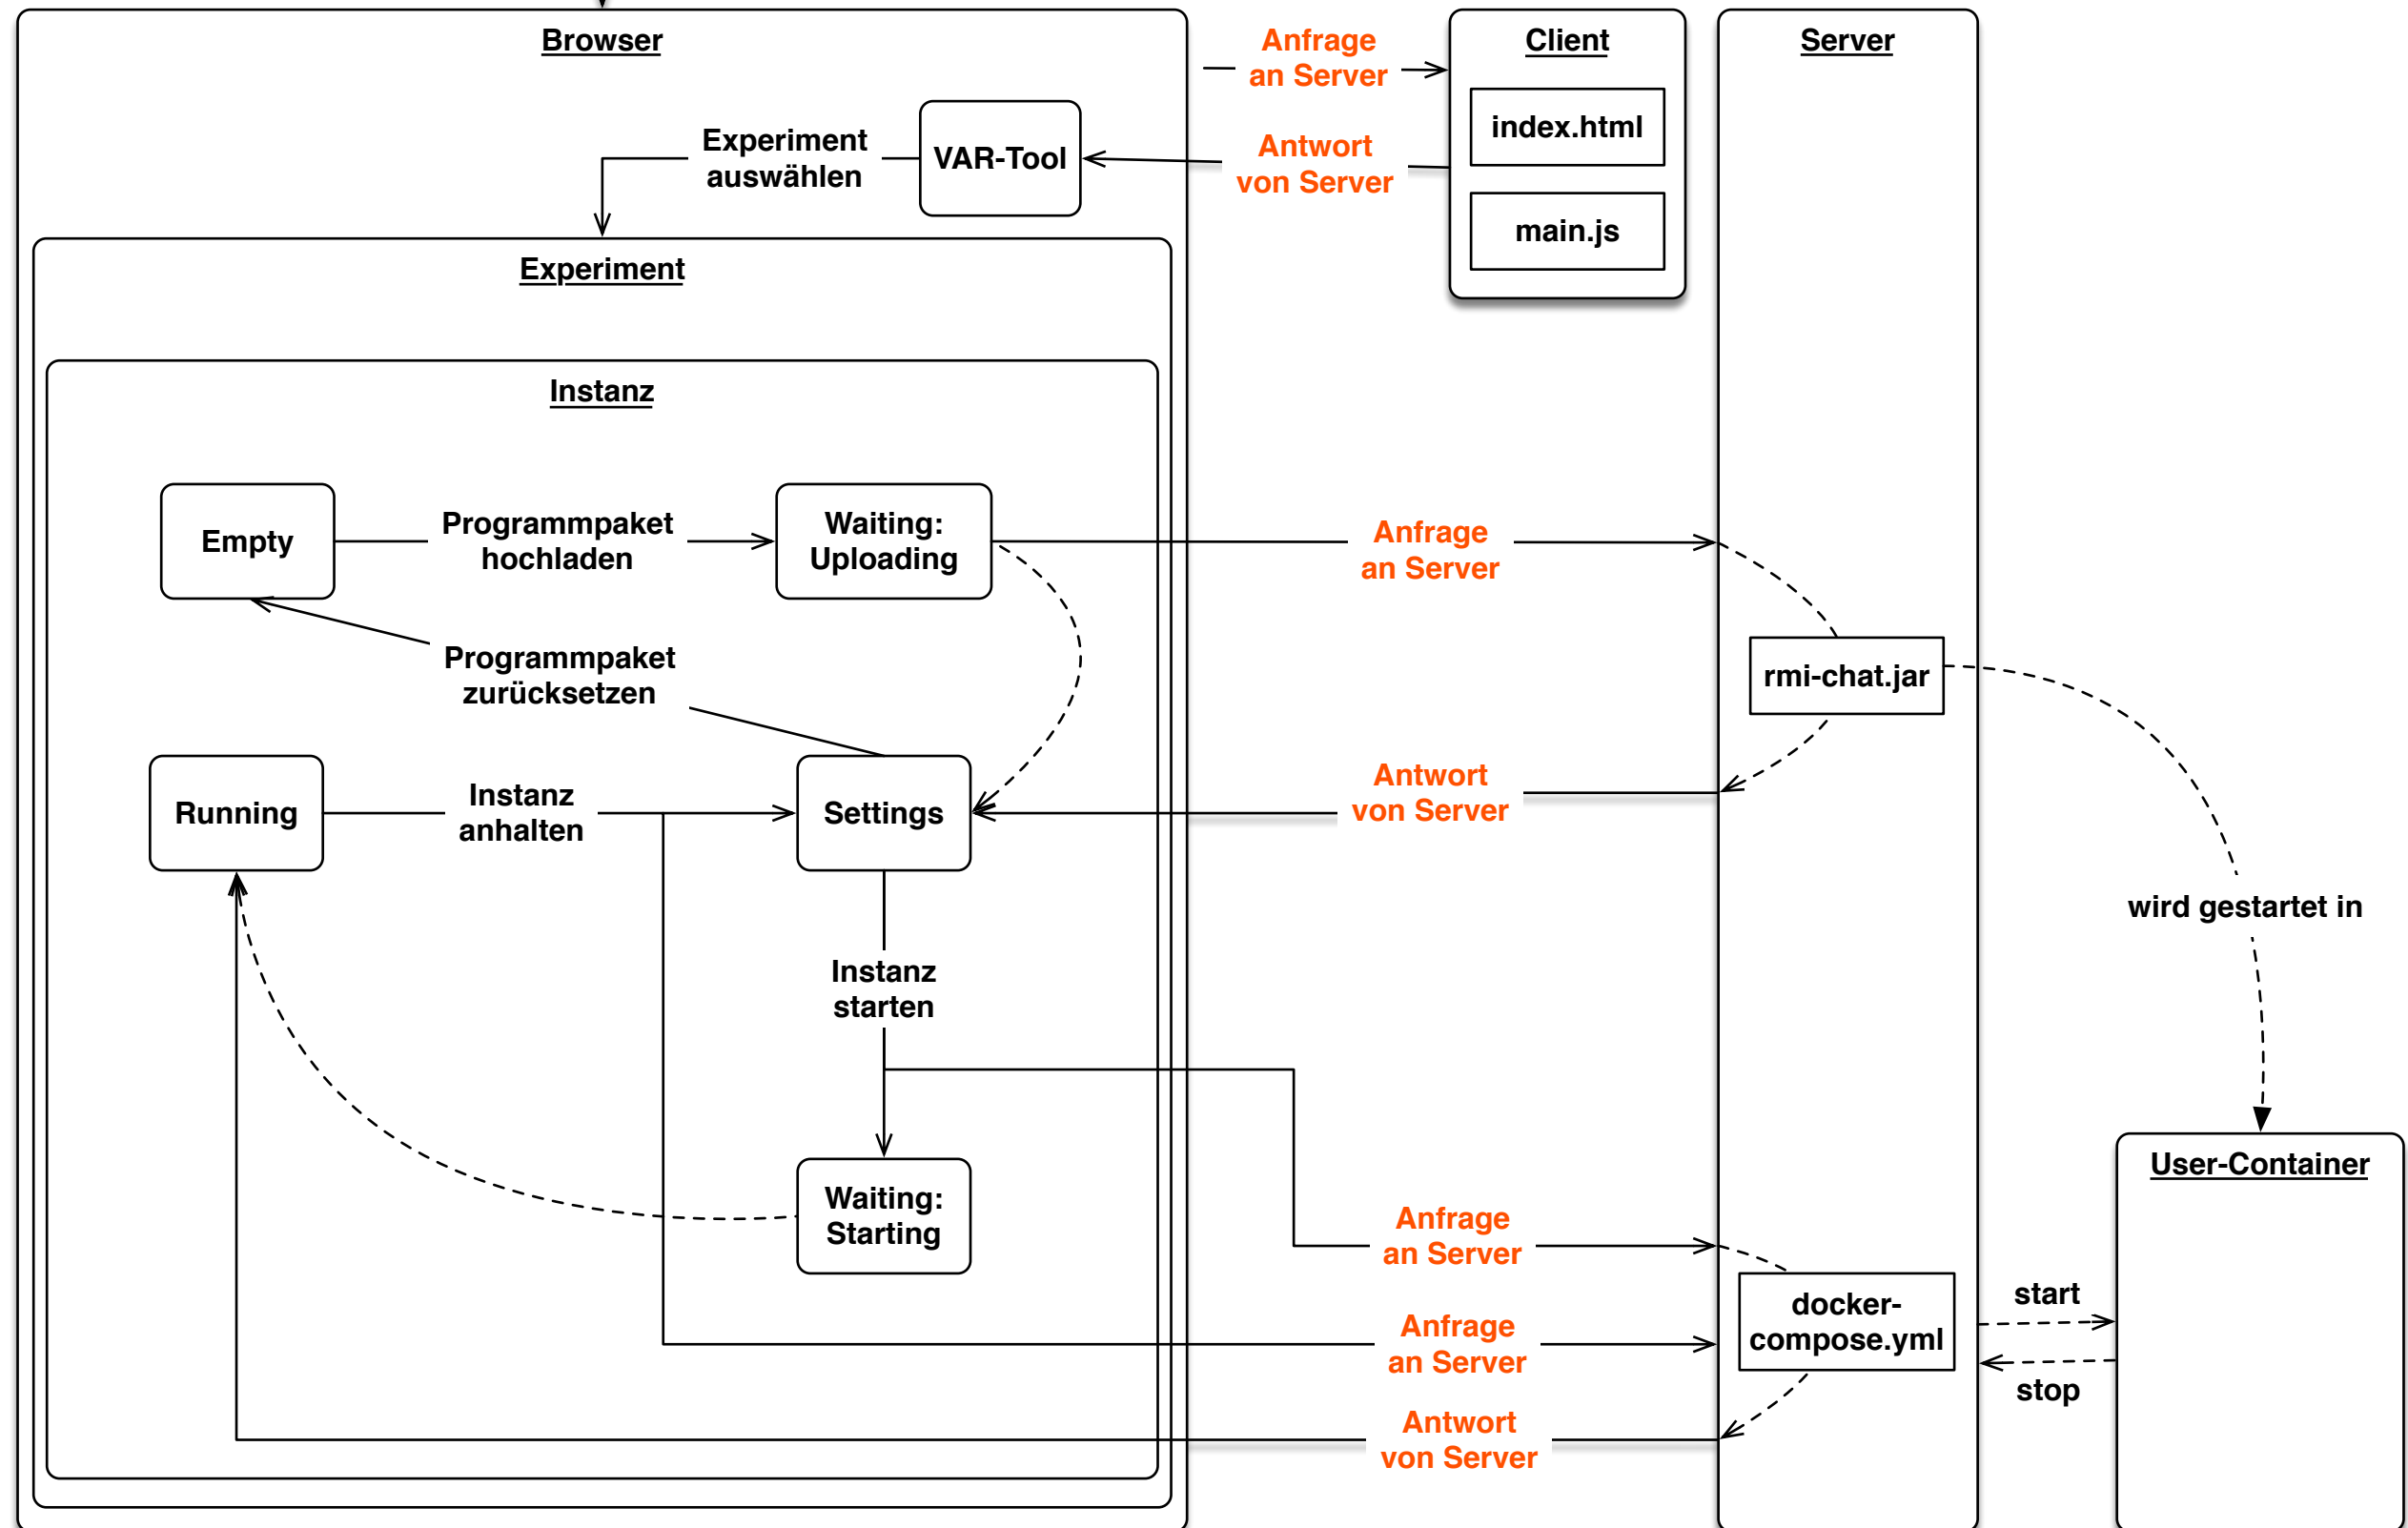 Browser
Anfrage
an Server
Client
Server
index.html
Experiment
auswählen
VAR-Tool
Antwort
von Server
main.js
Experiment
Instanz
Empty
Programmpaket
hochladen
Waiting:
Uploading
Anfrage
an Server
Programmpaket
zurücksetzen
rmi-chat.jar
Running
Instanz
anhalten
Settings
Antwort
von Server
wird gestartet in
Instanz
starten
User-Container
Waiting:
Starting
Anfrage
an Server
docker-
compose.yml
start
Anfrage
an Server
stop
Antwort
von Server